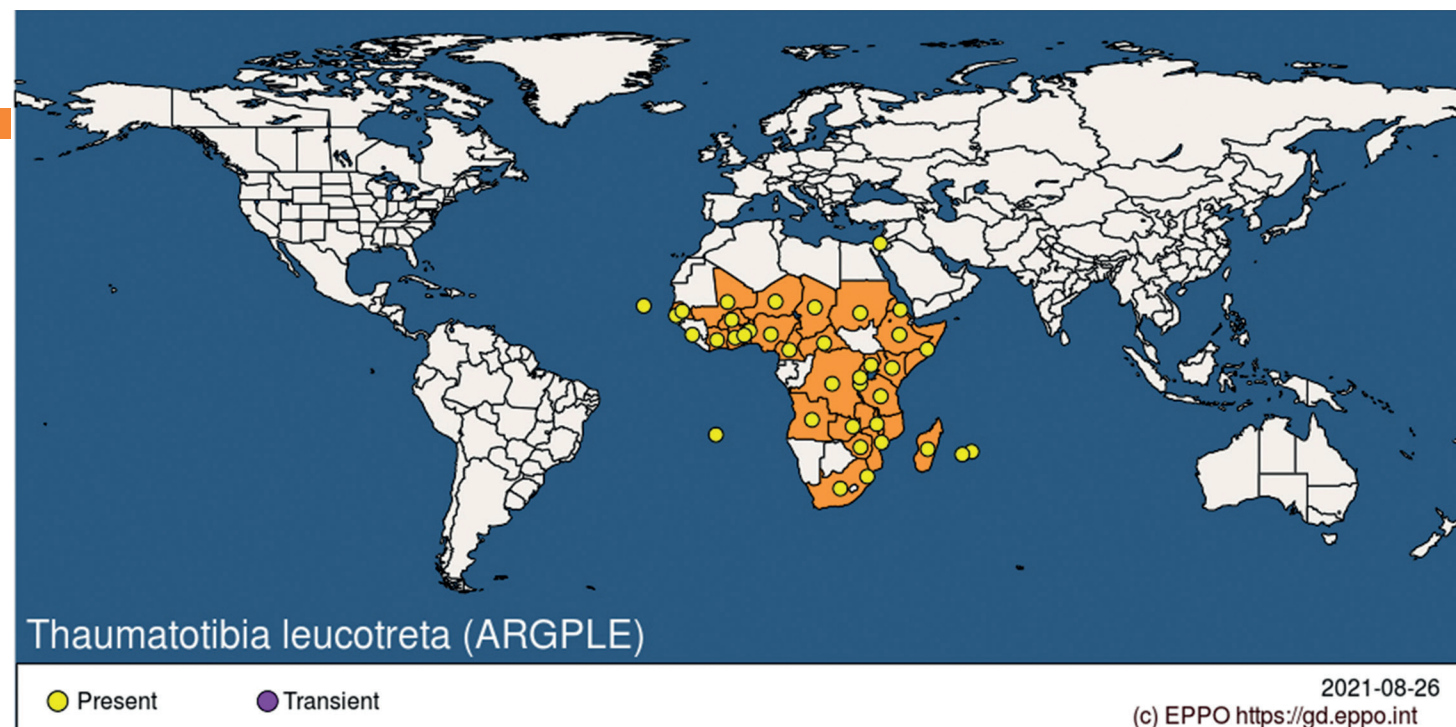 Thaumatotibia leucotreta (ARGPLE)
Present
Transient
2021-08-26
(c) EPPO https://gd.eppo.int